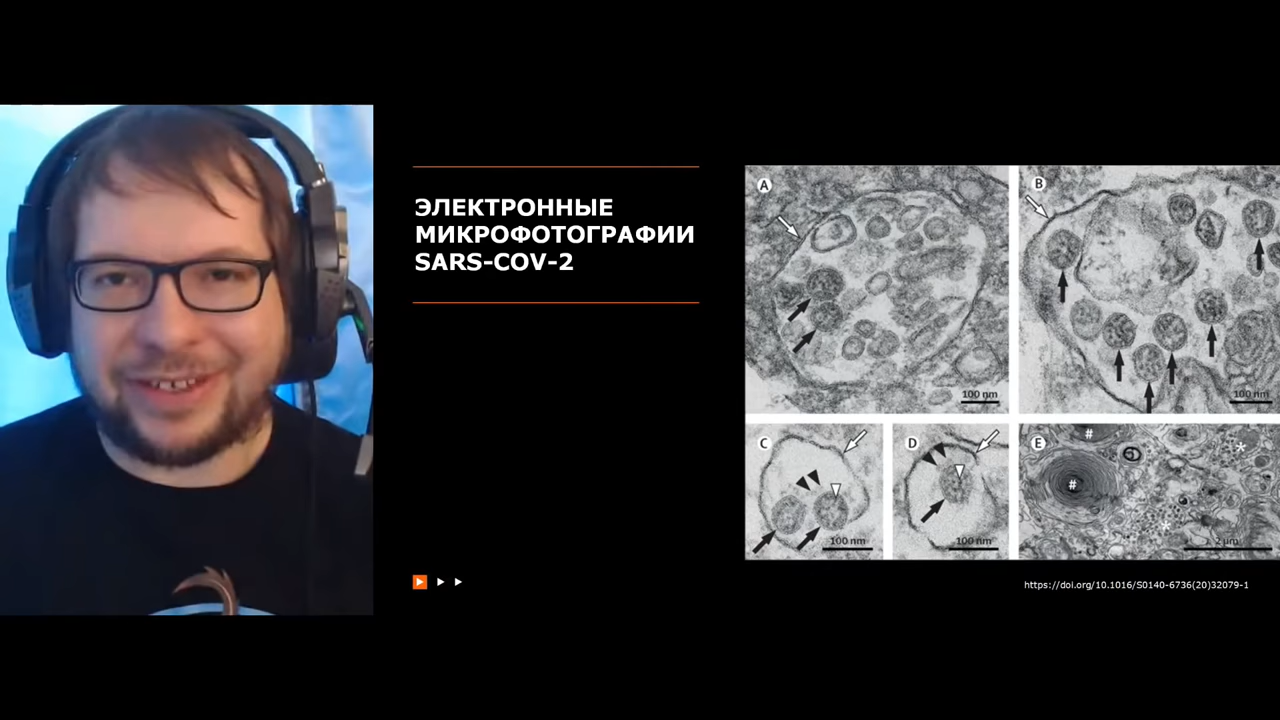 ЭЛЕКТРОННЫЕ
МИКРОФОТОГРАФИИ
SARS-COV-2
A
100 nm
B
100 nm
C
100 nm
D
100 nm
E
#
#
*
*
2 µm
https://doi.org/10.1016/S0140-6736(20)32079-1